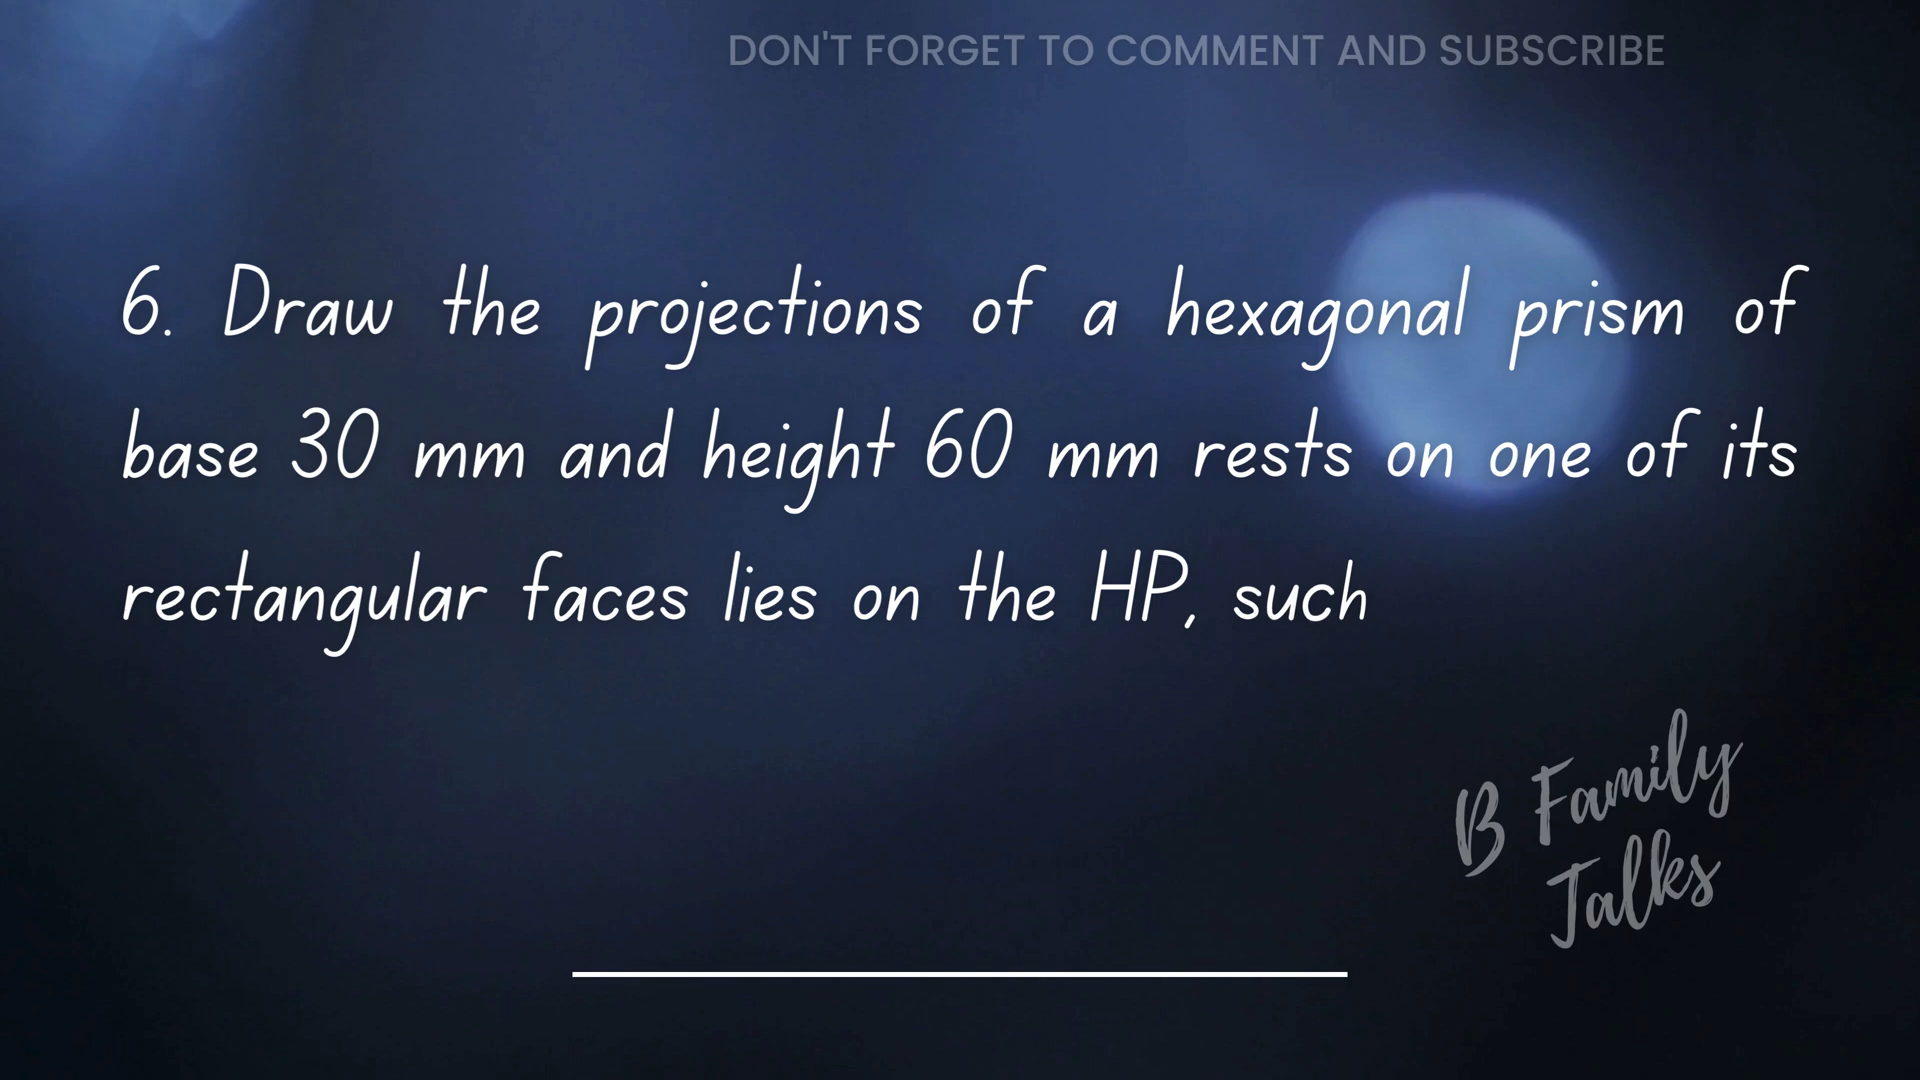 DON'T FORGET TO COMMENT AND SUBSCRIBE
6. Draw the projections of a hexagonal prism of
base 30 mm and height 60 mm rests on one of its
rectangular faces lies on the HP, such
B Family
Talks